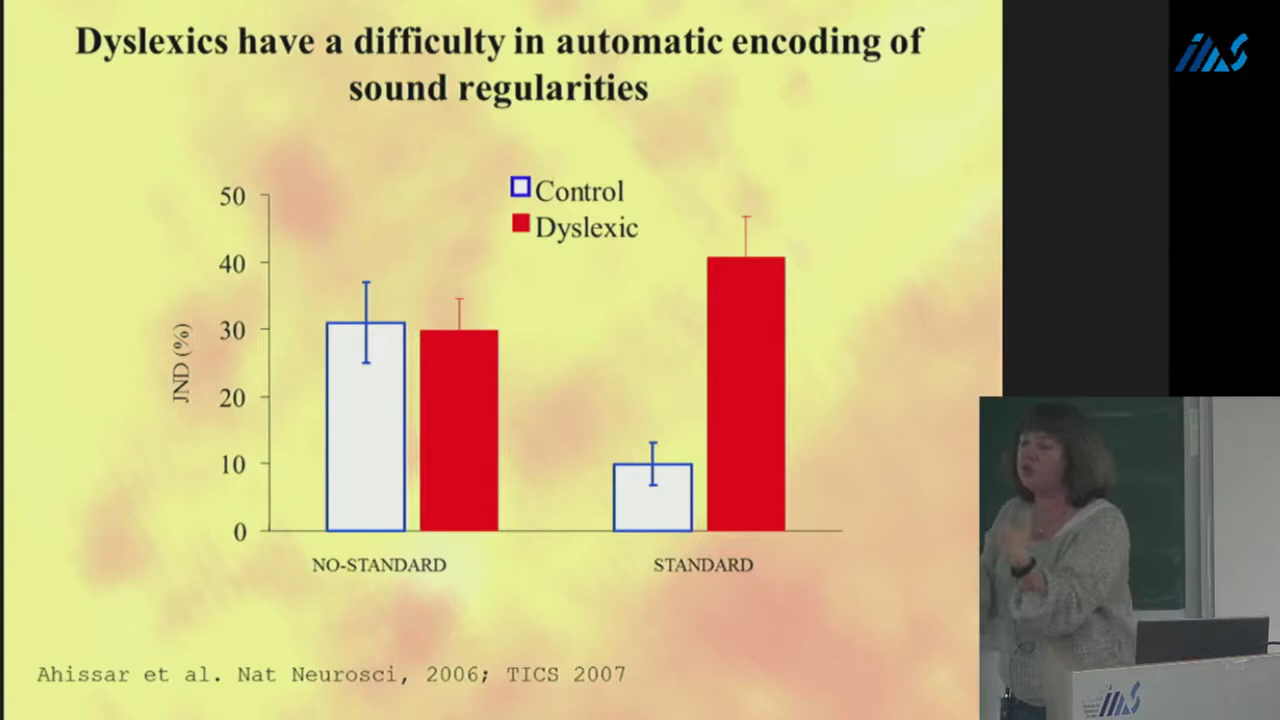 Dyslexics have a difficulty in automatic encoding of
sound regularities
Control
Dyslexic
50
40
30
20
10
0
JND (%)
NO-STANDARD
STANDARD
Ahissar et al. Nat Neurosci, 2006; TICS 2007